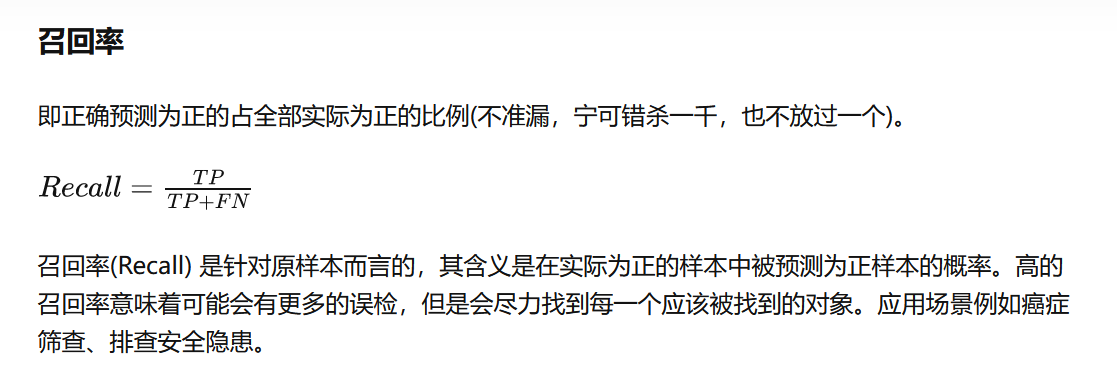 召回率
即正确预测为正的占全部实际为正的比例(不准漏，宁可错杀一千，也不放过一个)。
Recall = \frac{TP}{TP+FN}
召回率(Recall) 是针对原样本而言的，其含义是在实际为正的样本中被预测为正样本的概率。高的
召回率意味着可能会有更多的误检，但是会尽力找到每一个应该被找到的对象。应用场景例如癌症
筛查、排查安全隐患。